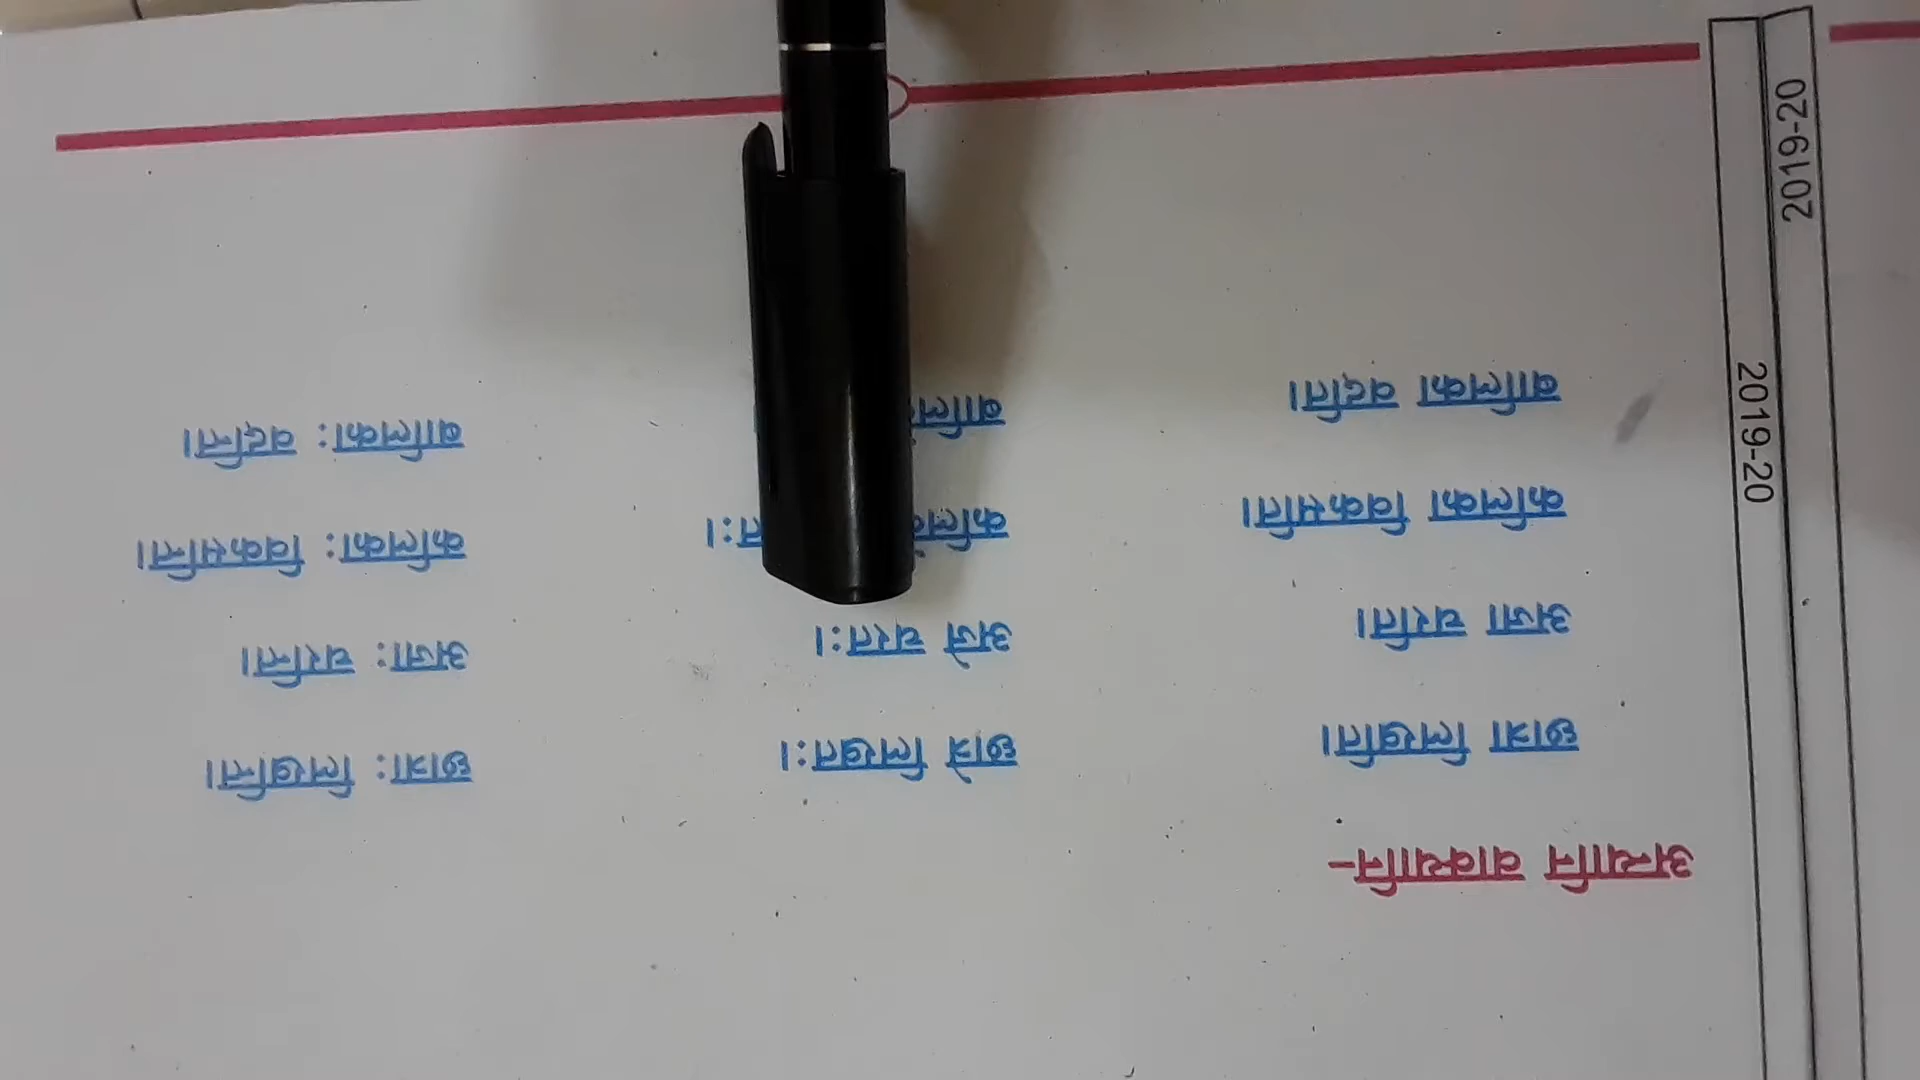 अन्यानि वाक्यानि-
छात्रा लिखति। छात्रे लिखतः। छात्राः लिखन्ति।
अजा चरति। अजे चरतः। अजाः चरन्ति।
कलिका विकसति। कलिकाः विकसन्ति।
बालिका वदति। बालिकाः वदन्ति।
2019-20
2019-20